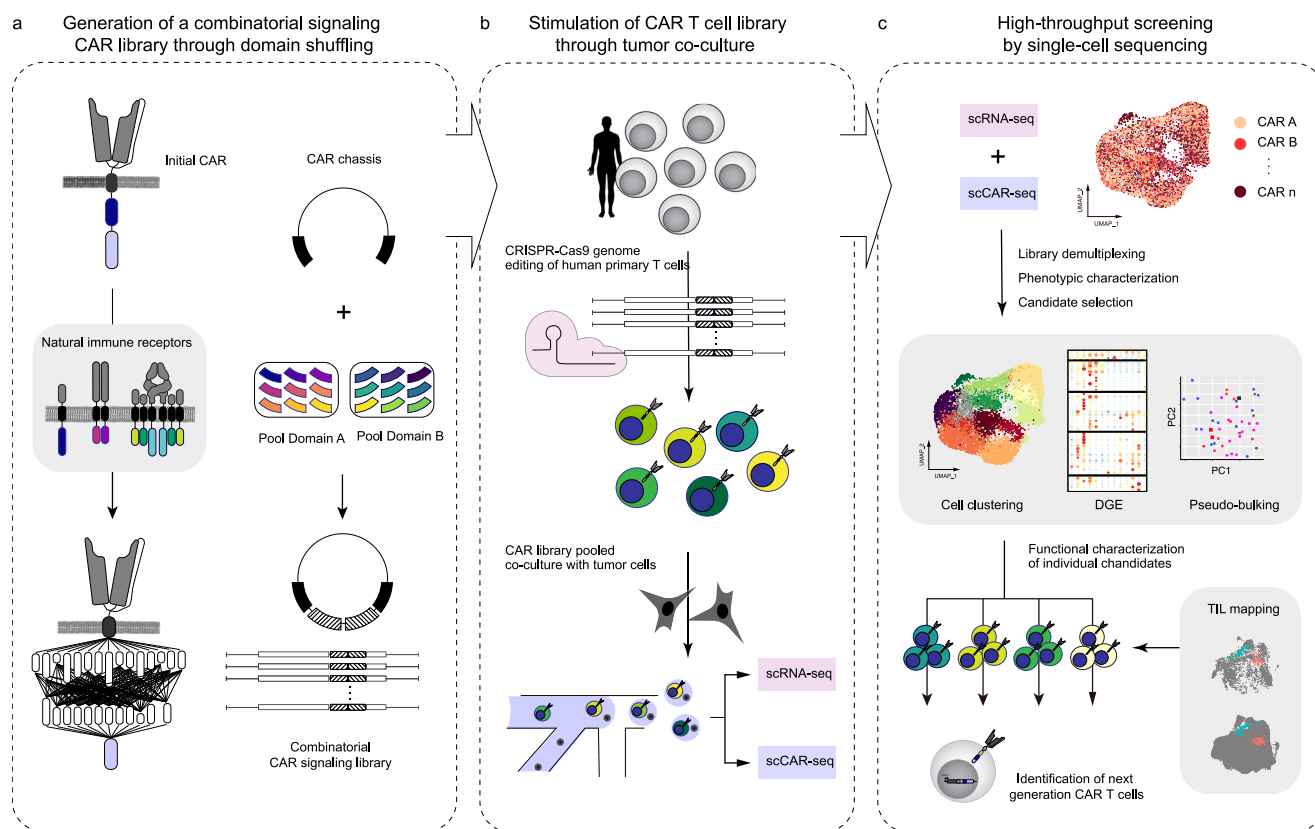 a
Generation of a combinatorial signaling
CAR library through domain shuffling
Initial CAR
CAR chassis
+
Natural immune receptors
Pool Domain A
Pool Domain B
Combinatorial
CAR signaling library
b
Stimulation of CAR T cell library
through tumor co-culture
CRISPR-Cas9 genome
editing of human primary T cells
CAR library pooled
co-culture with tumor cells
scRNA-seq
scCAR-seq
c
High-throughput screening
by single-cell sequencing
scRNA-seq
+
scCAR-seq
UMAP_2
UMAP_1
CAR A
CAR B
CAR n
Library demultiplexing
Phenotypic characterization
Candidate selection
UMAP_2
UMAP_1
PC2
PC1
Cell clustering
DGE
Pseudo-bulking
Functional characterization
of individual chandidates
TIL mapping
Identification of next
generation CAR T cells